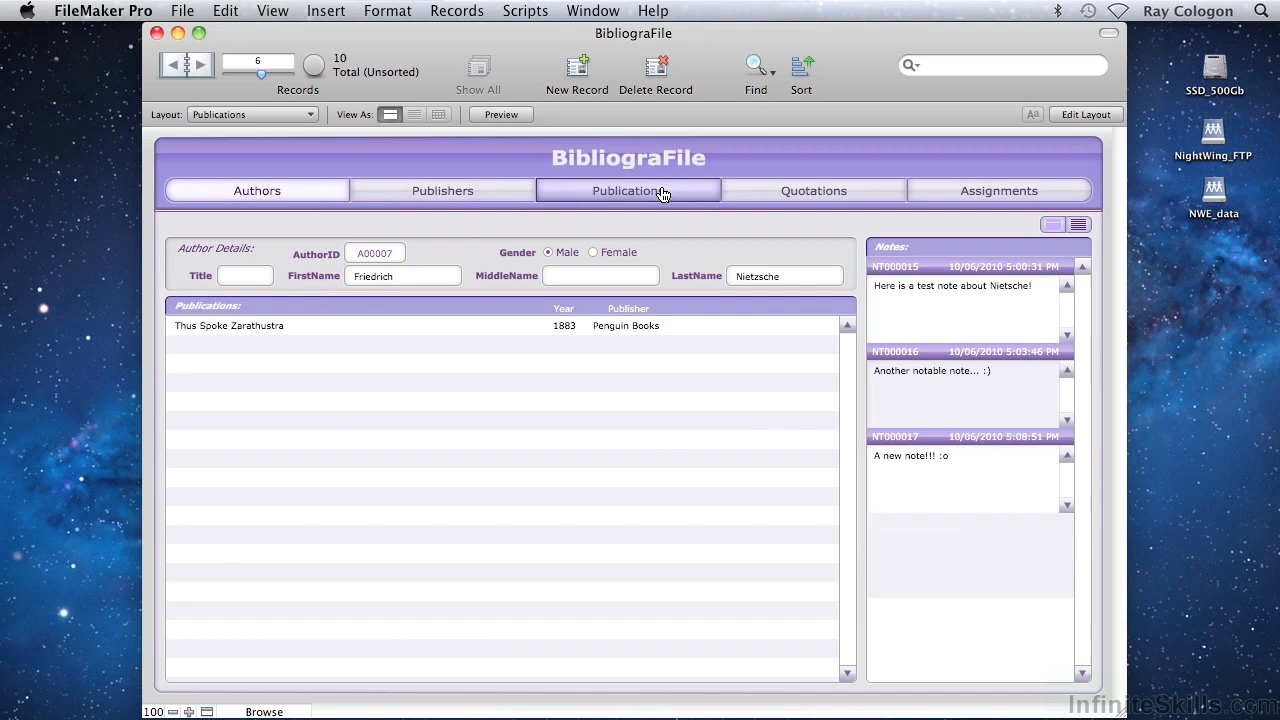 FileMaker Pro File Edit View Insert Format Records Scripts Window Help Ray Cologon
BibliograFile
6
10
Total (Unsorted)
Records
Show All
New Record
Delete Record
Find
Sort
Layout: Publications
View As:
Preview
Aa
Edit Layout
SSD_500Gb
NightWing_FTP
NWE_data
BibliograFile
Authors Publishers Publication Quotations Assignments
Author Details:
AuthorID A00007
Gender Male Female
Title
FirstName Friedrich
MiddleName
LastName Nietzsche
Publications: Year Publisher
Thus Spoke Zarathustra 1883 Penguin Books
Notes:
NT000015 10/06/2010 5:00:31 PM
Here is a test note about Nietsche!
NT000016 10/06/2010 5:03:46 PM
Another notable note... :)
NT000017 10/06/2010 5:08:51 PM
A new note!!! :o
100
Browse
InfiniteSkills.com